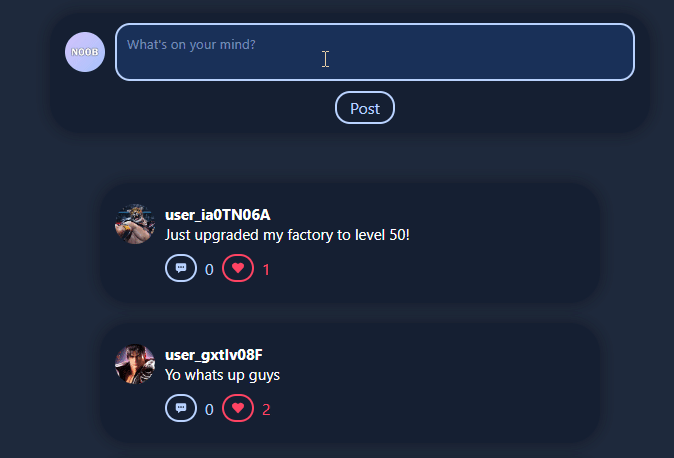 NOOB
What's on your mind?
Post
user_ia0TN06A
Just upgraded my factory to level 50!
0 1
user_gxtlv08F
Yo whats up guys
0 2